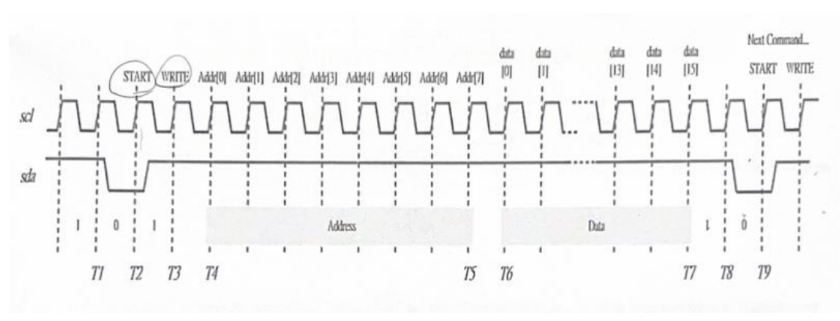 Next Command...
data data data data data
START WRITE Addr[0] Addr[1] Addr[2] Addr[3] Addr[4] Addr[5] Addr[6] Addr[7] [0] [1] [13] [14] [15] START WRITE
scl
sda
1 0 1 Address Data 1 0
T1 T2 T3 T4 T5 T6 T7 T8 T9